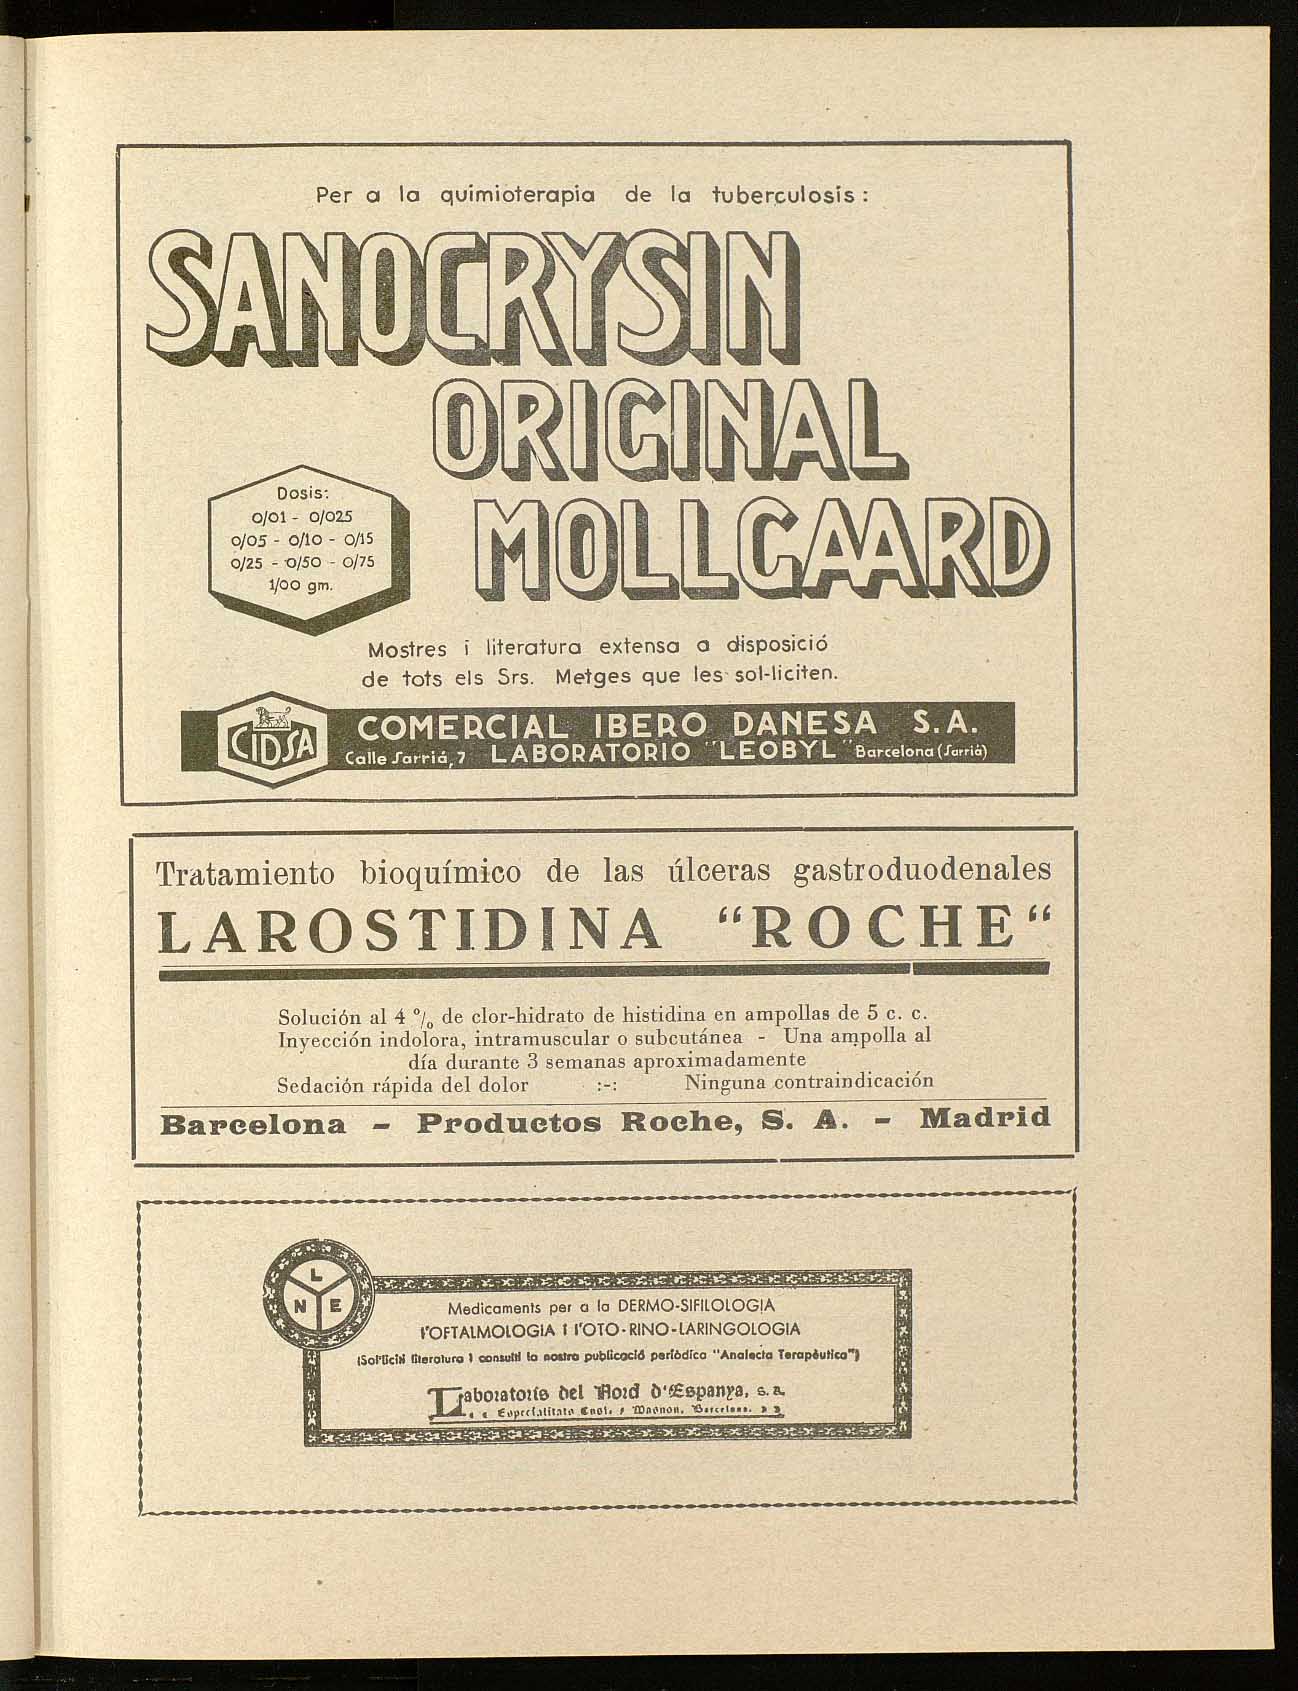 Per a la quimioterapia de la tuberculosis:
SANOCRYSIN
ORIGINAL
MOLLGAARD
Dosis:
0/01 - 0/025
0/05 - 0/10 - 0/15
0/25 - 0/50 - 0/75
1/00 gm.
Mostres i literatura extensa a disposició
de tots els Srs. Metges que les sol-liciten.
CIDSA
COMERCIAL IBERO DANESA S.A.
Calle Sarriá, 7 LABORATORIO "LEOBYL" Barcelona (Sarriá)
Tratamiento bioquímico de las úlceras gastroduodenales
LAROSTIDINA "ROCHE"
Solución al 4 % de clor-hidrato de histidina en ampollas de 5 c. c.
Inyección indolora, intramuscular o subcutánea - Una ampolla al
día durante 3 semanas aproximadamente
Sedación rápida del dolor :-: Ninguna contraindicación
Barcelona - Productos Roche, S. A. - Madrid
L
N E
Medicaments per a la DERMO-SIFILOLOGIA
l'OFTALMOLOGIA i l'OTO-RINO-LARINGOLOGIA
(Sol·liciti literatura i consulti la nostra publicació periòdica "Analecta Terapèutica")
Laboratoris del Nord d'Espanya, s. a.
Barcelona.